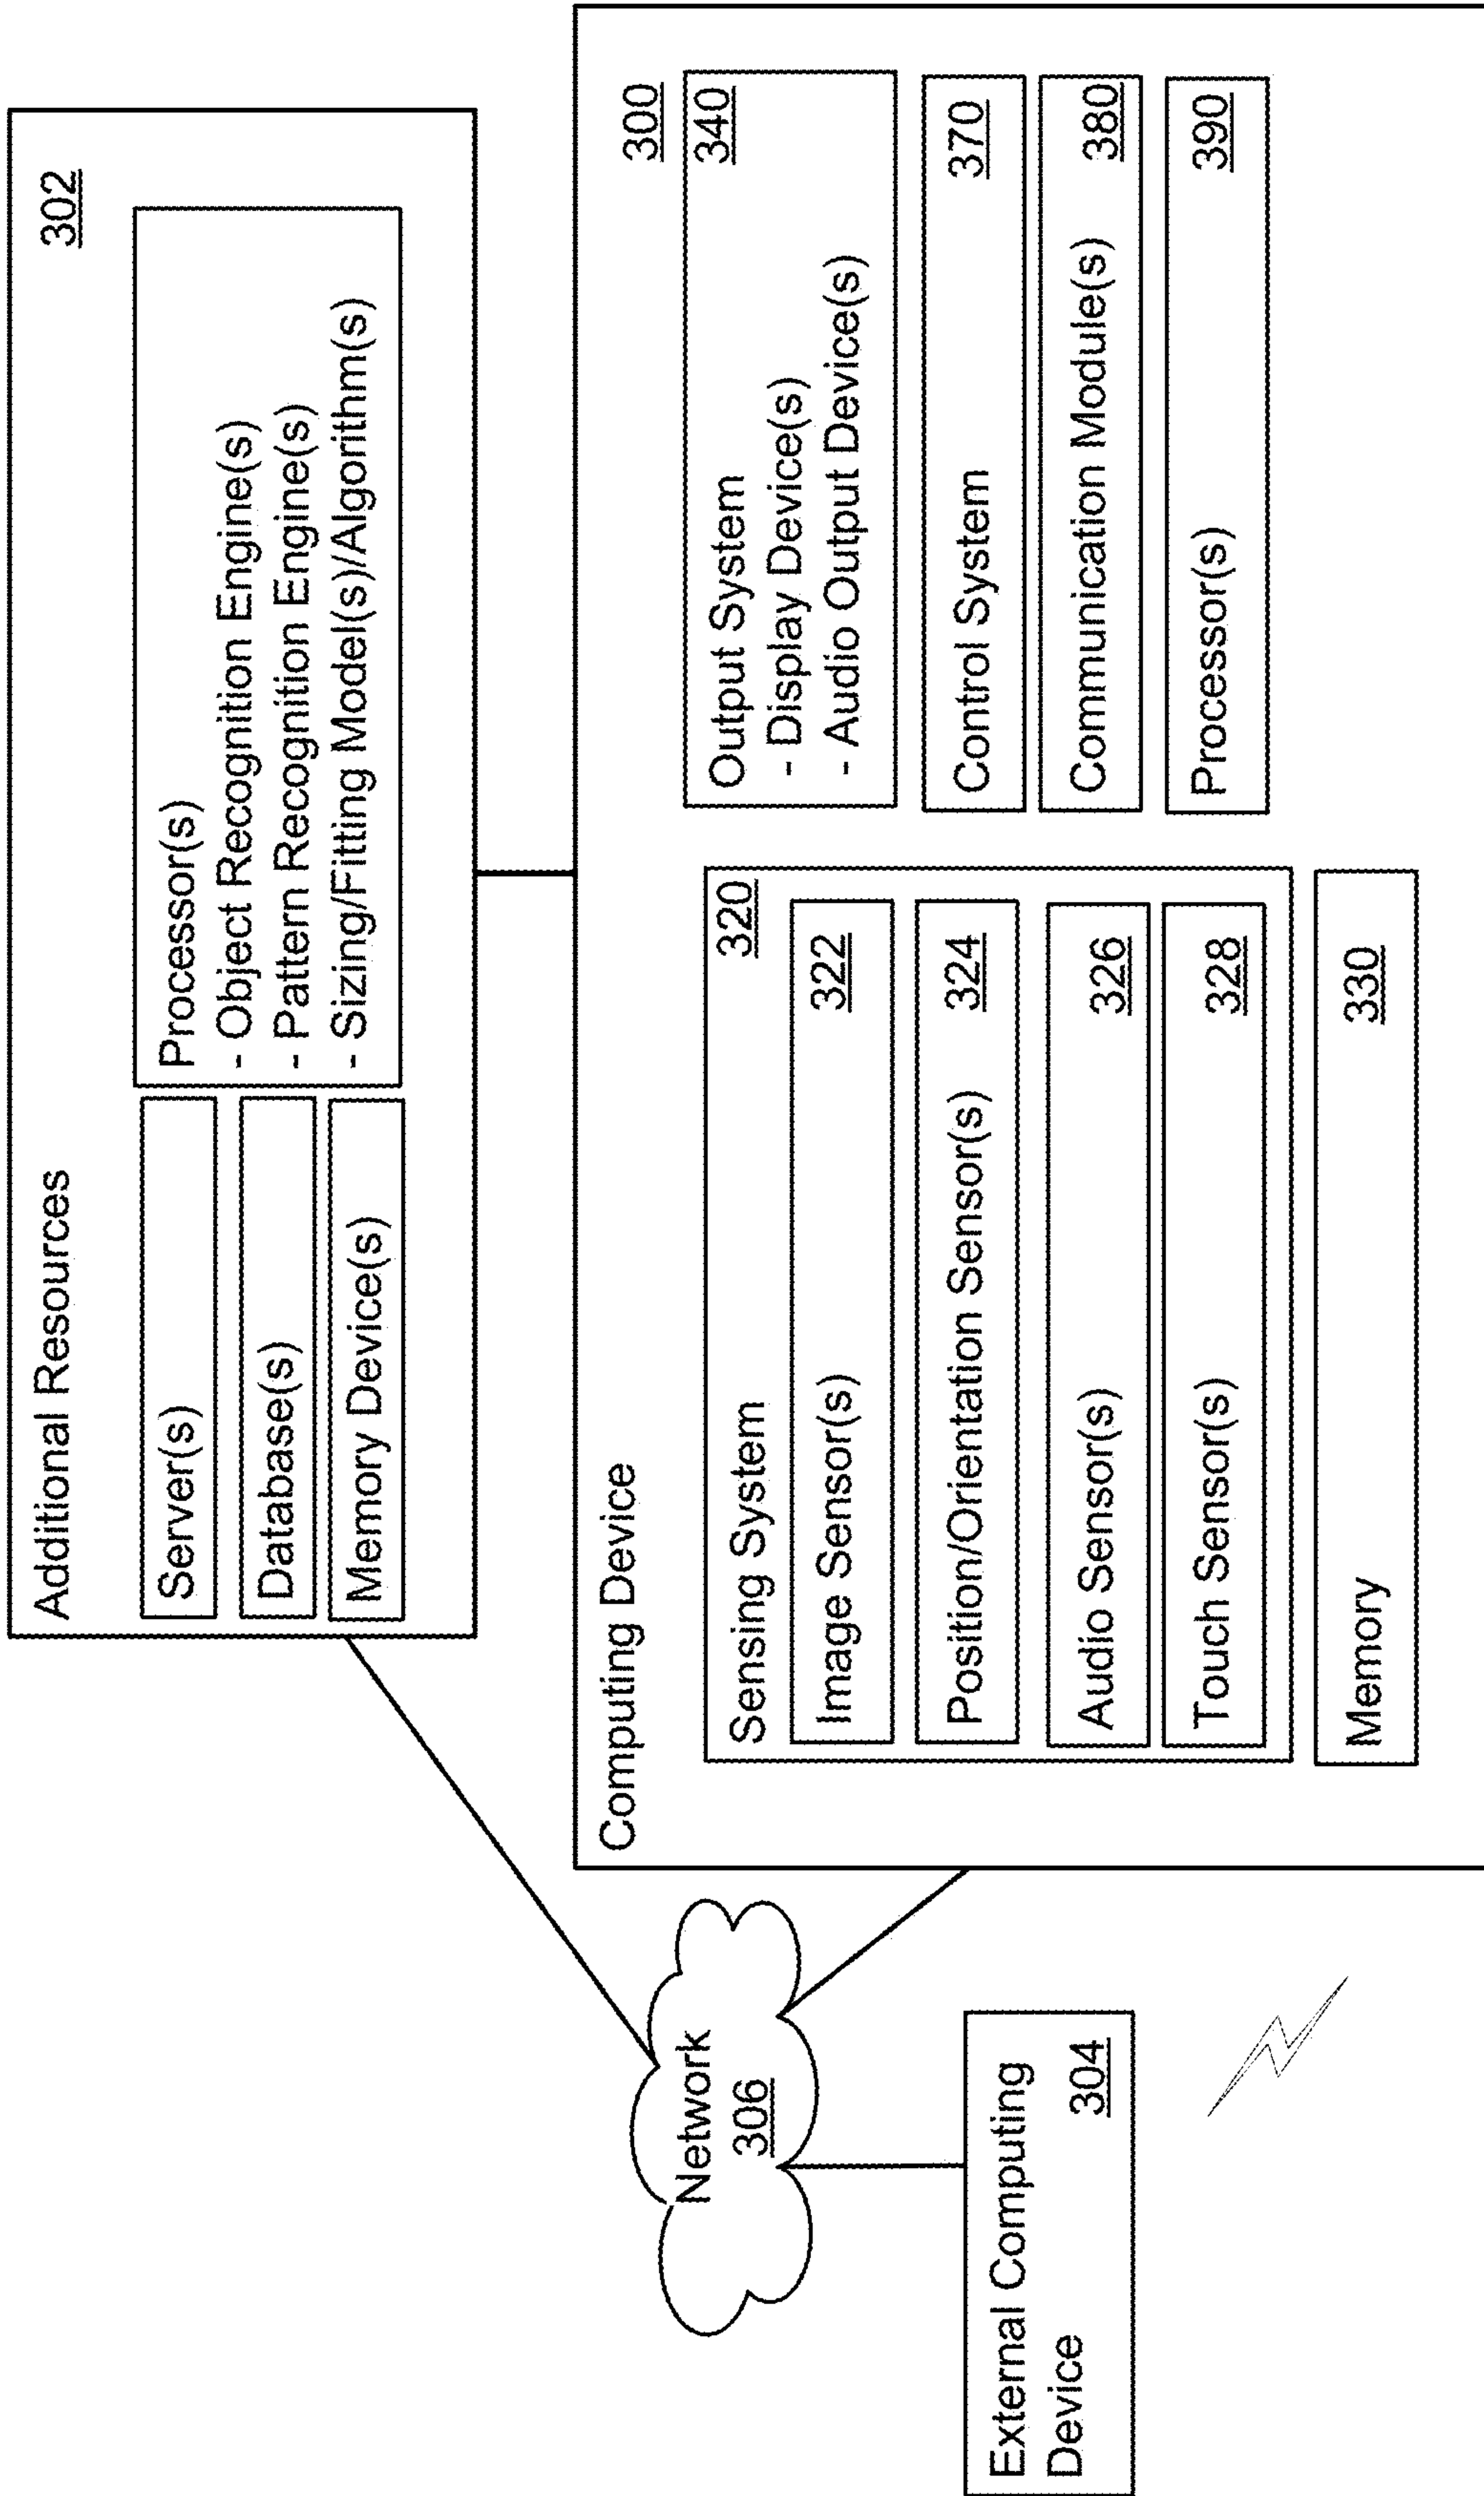 Additional Resources
302
Server(s)
Database(s)
Memory Device(s)
Processor(s)
- Object Recognition Engine(s)
- Pattern Recognition Engine(s)
- Sizing/Fitting Model(s)/Algorithm(s)
Network
306
External Computing
Device
304
Computing Device
300
Sensing System
320
Image Sensor(s)
322
Position/Orientation Sensor(s)
324
Audio Sensor(s)
326
Touch Sensor(s)
328
Memory
330
Output System
340
- Display Device(s)
- Audio Output Device(s)
Control System
370
Communication Module(s)
380
Processor(s)
390